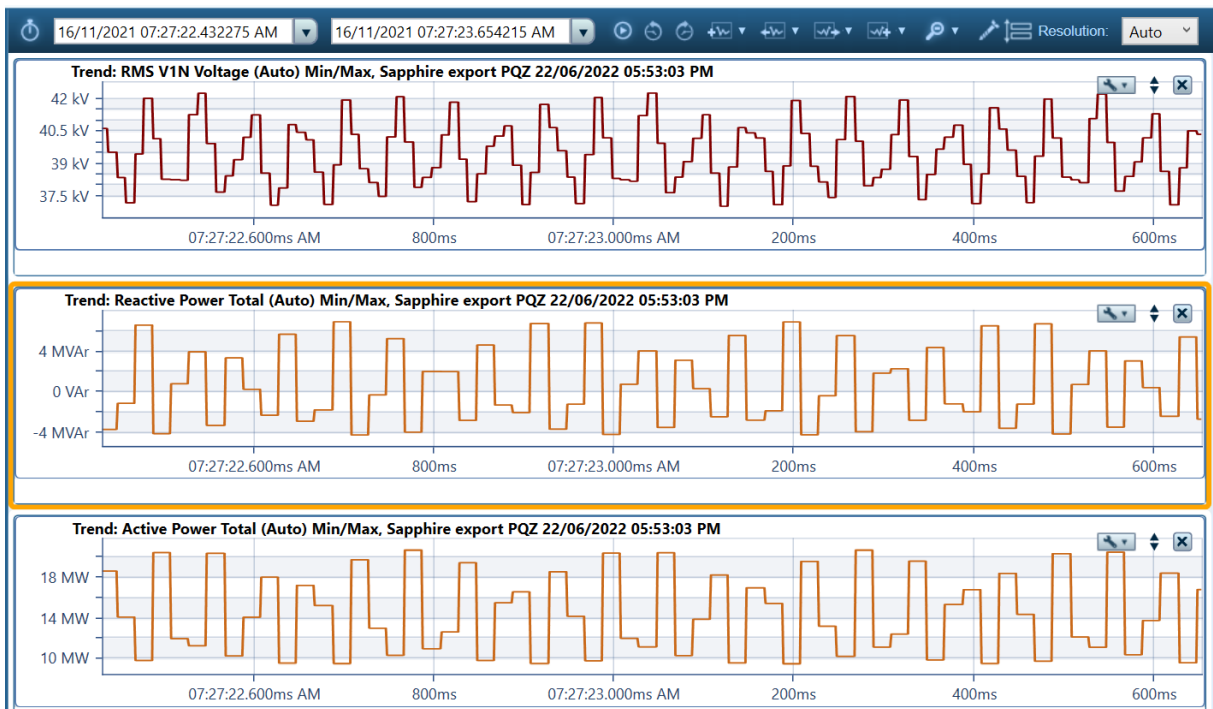 16/11/2021 07:27:22.432275 AM 16/11/2021 07:27:23.654215 AM Resolution: Auto
Trend: RMS V1N Voltage (Auto) Min/Max, Sapphire export PQZ 22/06/2022 05:53:03 PM
42 kV
40.5 kV
39 kV
37.5 kV
07:27:22.600ms AM 800ms 07:27:23.000ms AM 200ms 400ms 600ms
Trend: Reactive Power Total (Auto) Min/Max, Sapphire export PQZ 22/06/2022 05:53:03 PM
4 MVAr
0 VAr
-4 MVAr
07:27:22.600ms AM 800ms 07:27:23.000ms AM 200ms 400ms 600ms
Trend: Active Power Total (Auto) Min/Max, Sapphire export PQZ 22/06/2022 05:53:03 PM
18 MW
14 MW
10 MW
07:27:22.600ms AM 800ms 07:27:23.000ms AM 200ms 400ms 600ms